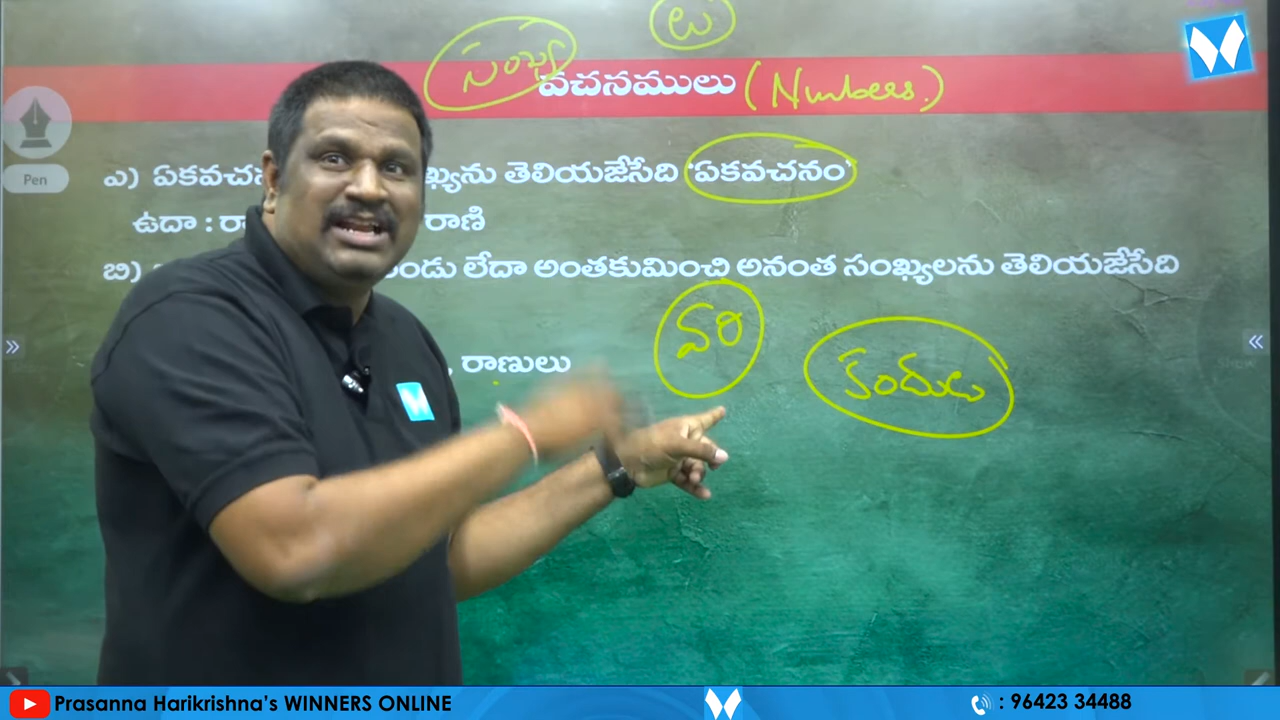 లు
సంఖ్య
వచనములు (Numbers.)
Pen
ఎ) ఏకవచన ఖ్యను తెలియజేసేది 'ఏకవచనం'
ఉదా : రా రాణి
బి) ండు లేదా అంతకుమించి అనంత సంఖ్యలను తెలియజేసేది
వరి
కందులు
, రాణులు
Prasanna Harikrishna's WINNERS ONLINE
: 96423 34488